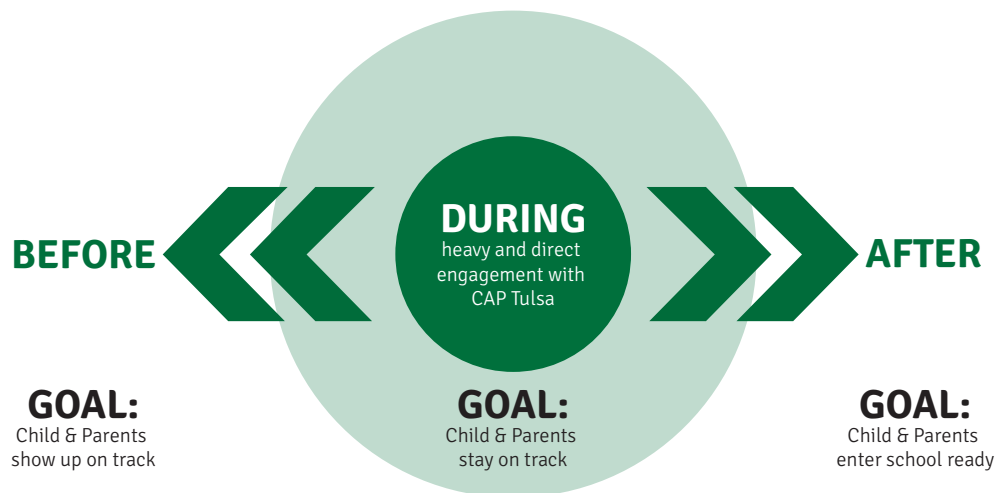 BEFORE
DURING
heavy and direct
engagement with
CAP Tulsa
AFTER
GOAL:
Child & Parents
show up on track
GOAL:
Child & Parents
stay on track
GOAL:
Child & Parents
enter school ready